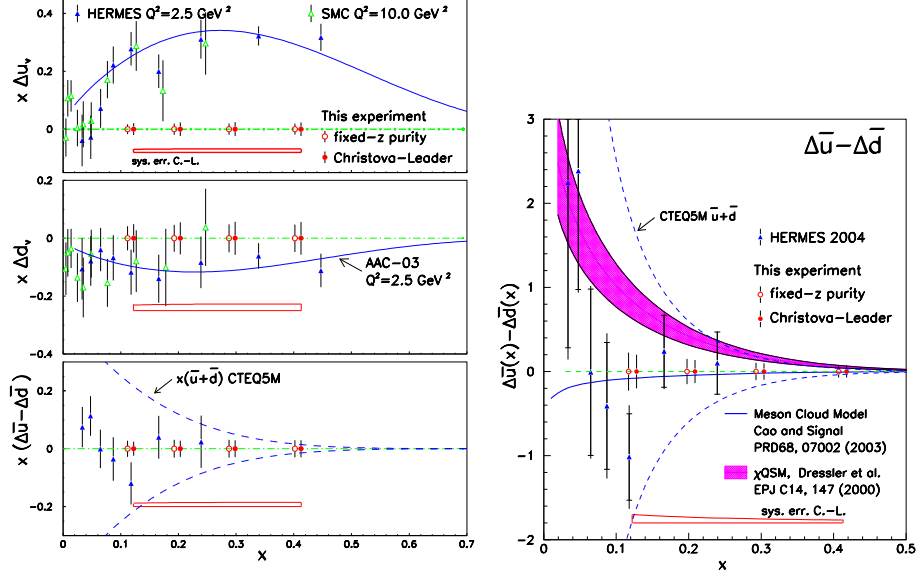 HERMES Q²=2.5 GeV² SMC Q²=10.0 GeV²
0.4
0.2
0
x Δuᵥ
This experiment
fixed-z purity
Christova-Leader
sys. err. C.-L.
0.2
0
-0.2
-0.4
x Δdᵥ
AAC-03
Q²=2.5 GeV²
0.2
0
-0.2
x (Δu̅-Δd̅)
x(u̅+d̅) CTEQ5M
0 0.1 0.2 0.3 0.4 0.5 0.6 0.7
x
3
2
1
0
-1
-2
Δu̅(x)-Δd̅(x)
Δu̅-Δd̅
CTEQ5M u̅+d̅
HERMES 2004
This experiment
fixed-z purity
Christova-Leader
Meson Cloud Model
Cao and Signal
PRD68, 07002 (2003)
χQSM, Dressler et al.
EPJ C14, 147 (2000)
sys. err. C.-L.
0 0.1 0.2 0.3 0.4 0.5
x